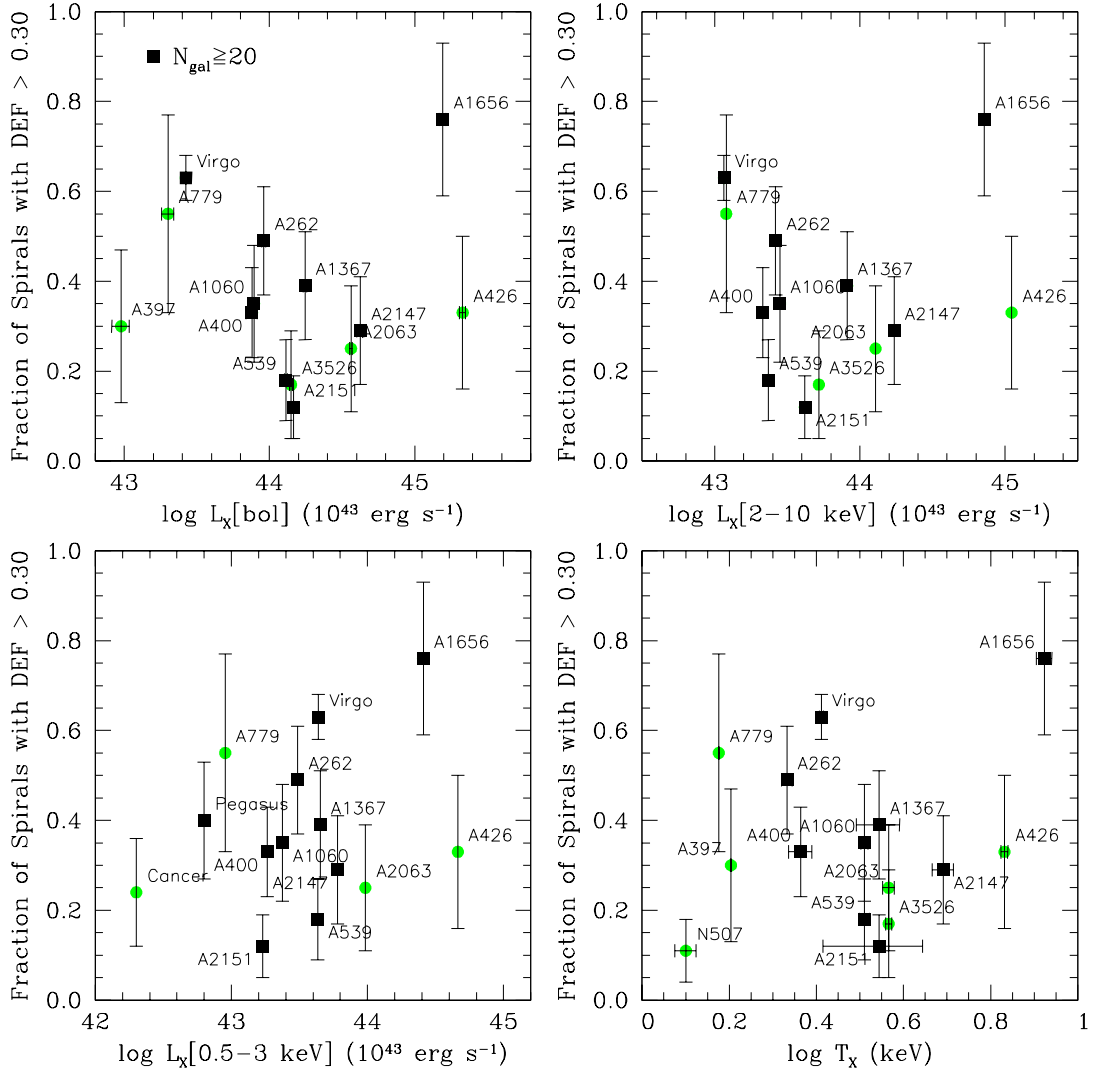 Fraction of Spirals with DEF > 0.30
1.0
0.8
0.6
0.4
0.2
0.0
N_gal≧20
A1656
Virgo
A779
A262
A1367
A1060
A397
A400
A2147
A2063
A426
A539
A3526
A2151
43
44
45
log L_X[bol] (10⁴³ erg s⁻¹)
Fraction of Spirals with DEF > 0.30
1.0
0.8
0.6
0.4
0.2
0.0
A1656
Virgo
A779
A262
A1367
A400
A1060
A2147
A2063
A426
A539
A3526
A2151
43
44
45
log L_X[2−10 keV] (10⁴³ erg s⁻¹)
Fraction of Spirals with DEF > 0.30
1.0
0.8
0.6
0.4
0.2
0.0
A1656
Virgo
A779
A262
Pegasus
A1367
A426
A400
A1060
Cancer
A2147
A2063
A539
A2151
42
43
44
45
log L_X[0.5−3 keV] (10⁴³ erg s⁻¹)
Fraction of Spirals with DEF > 0.30
1.0
0.8
0.6
0.4
0.2
0.0
A1656
Virgo
A779
A262
A1367
A400
A1060
A426
A397
A2063
A2147
A539
A3526
N507
A2151
0
0.2
0.4
0.6
0.8
1
log T_X (keV)